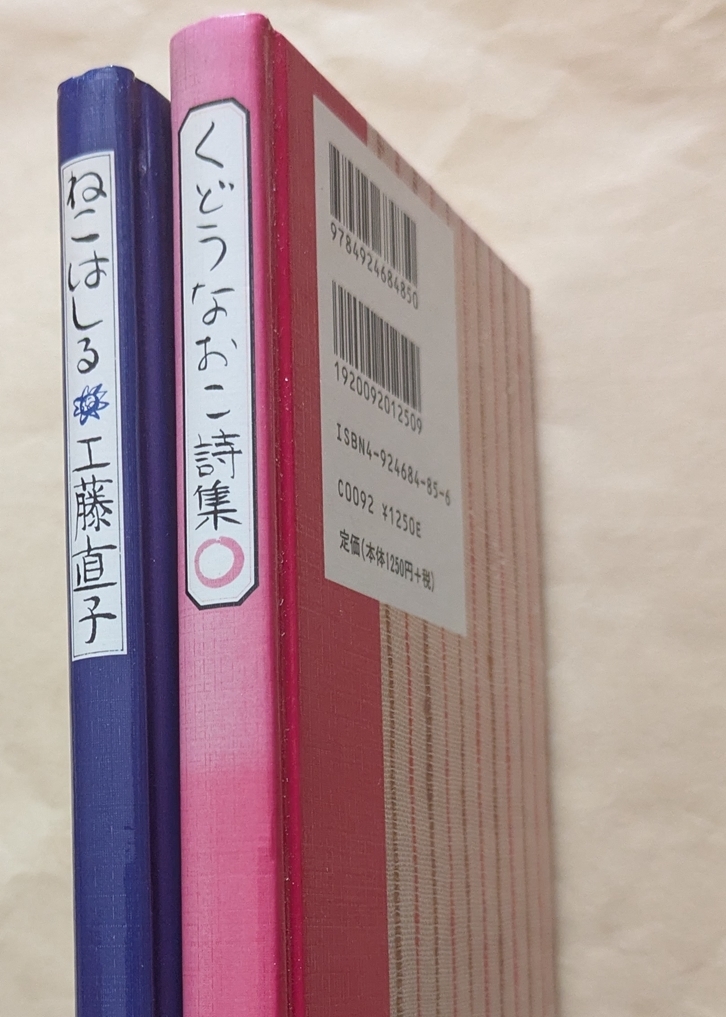 ねこはしる
工藤直子
くどうなおこ詩集○
9784924684850
1920092012509
ISBN4-924684-85-6
C0092 ¥1250E
定価(本体1250円+税)